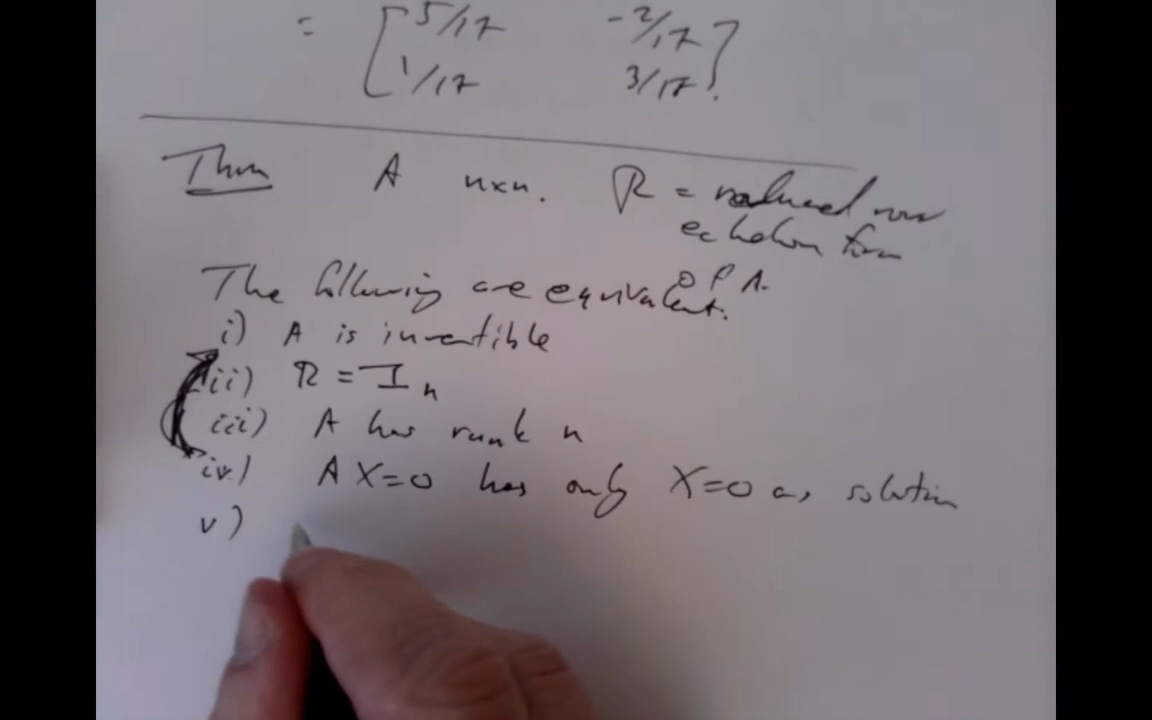 = [ 5/17 -2/17
1/17 3/17 ].
Thm A n×n. R = reduced row
echelon form
of A.
The following are equivalent:
i) A is invertible
ii) R = I_n
iii) A has rank n
iv) AX=0 has only X=0 as solution
v)